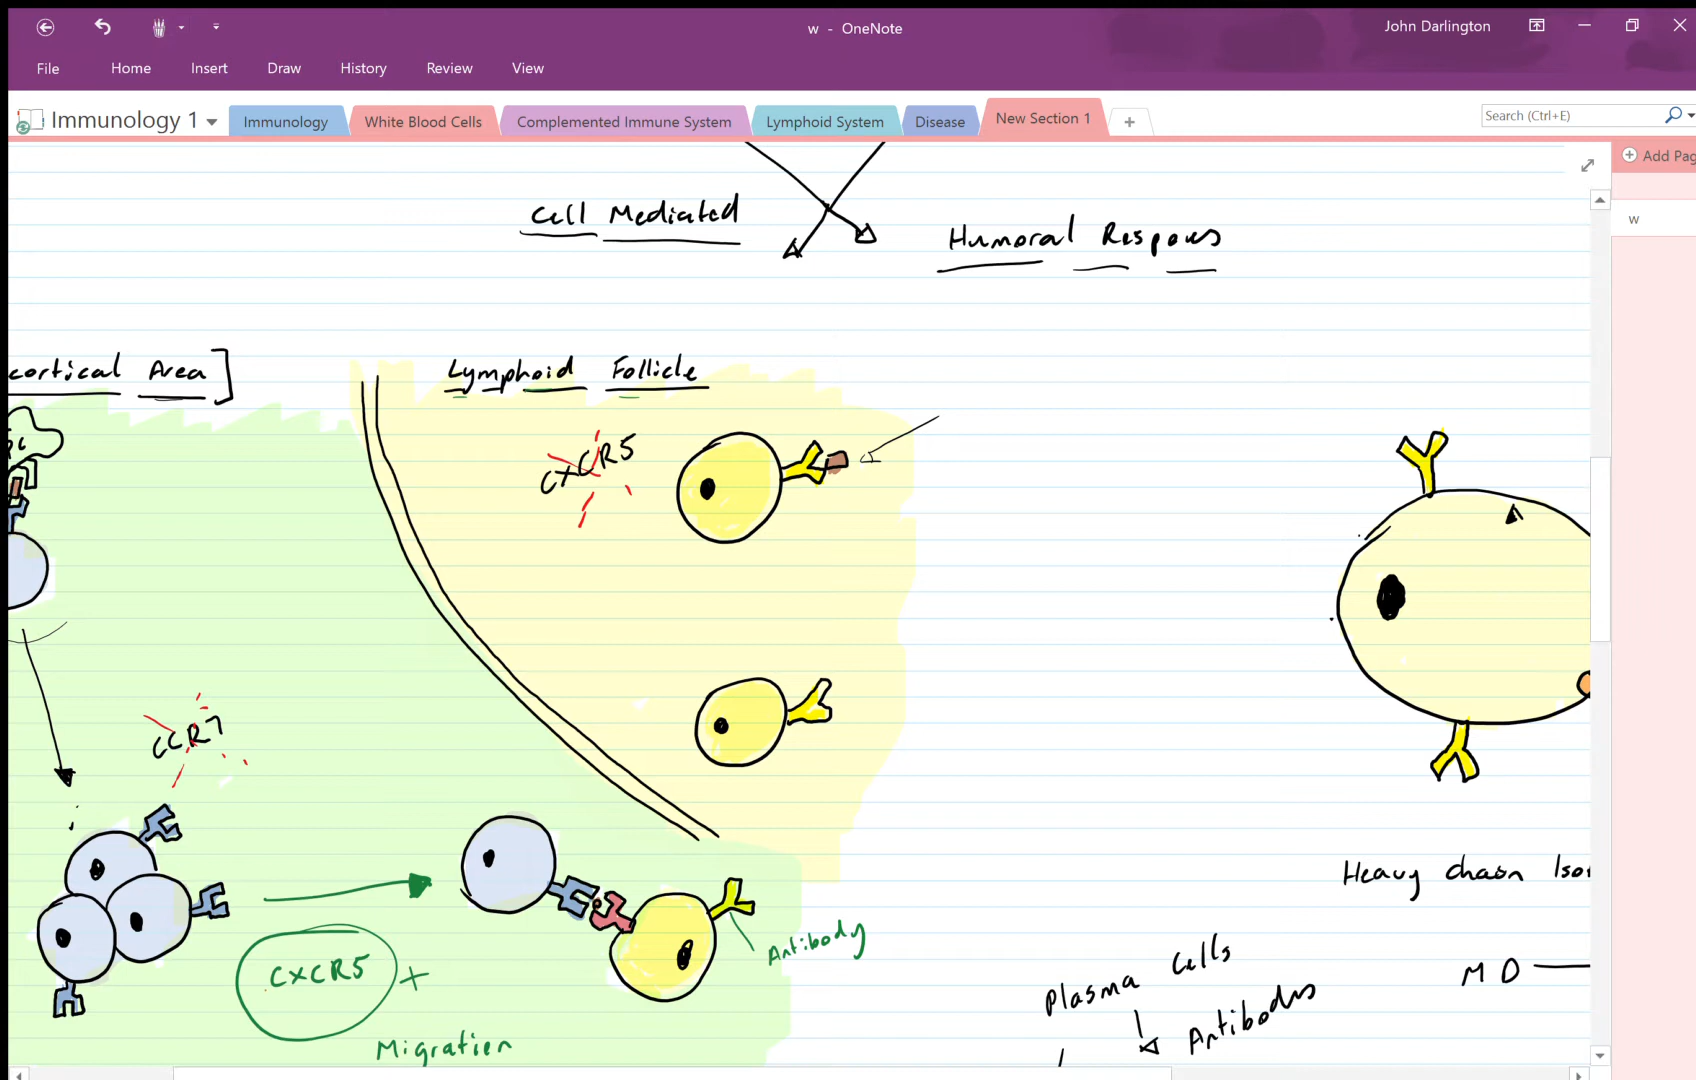 w - OneNote
John Darlington
File Home Insert Draw History Review View
Immunology 1
Immunology
White Blood Cells
Complemented Immune System
Lymphoid System
Disease
New Section 1
Search (Ctrl+E)
Add Pag
w
Cell Mediated
Humoral Respons
cortical Area]
Lymphoid Follicle
CXCR5
CCR7
CXCR5 +
Migration
Antibody
Heavy chain Iso
Plasma Cells
Antibodus
M D